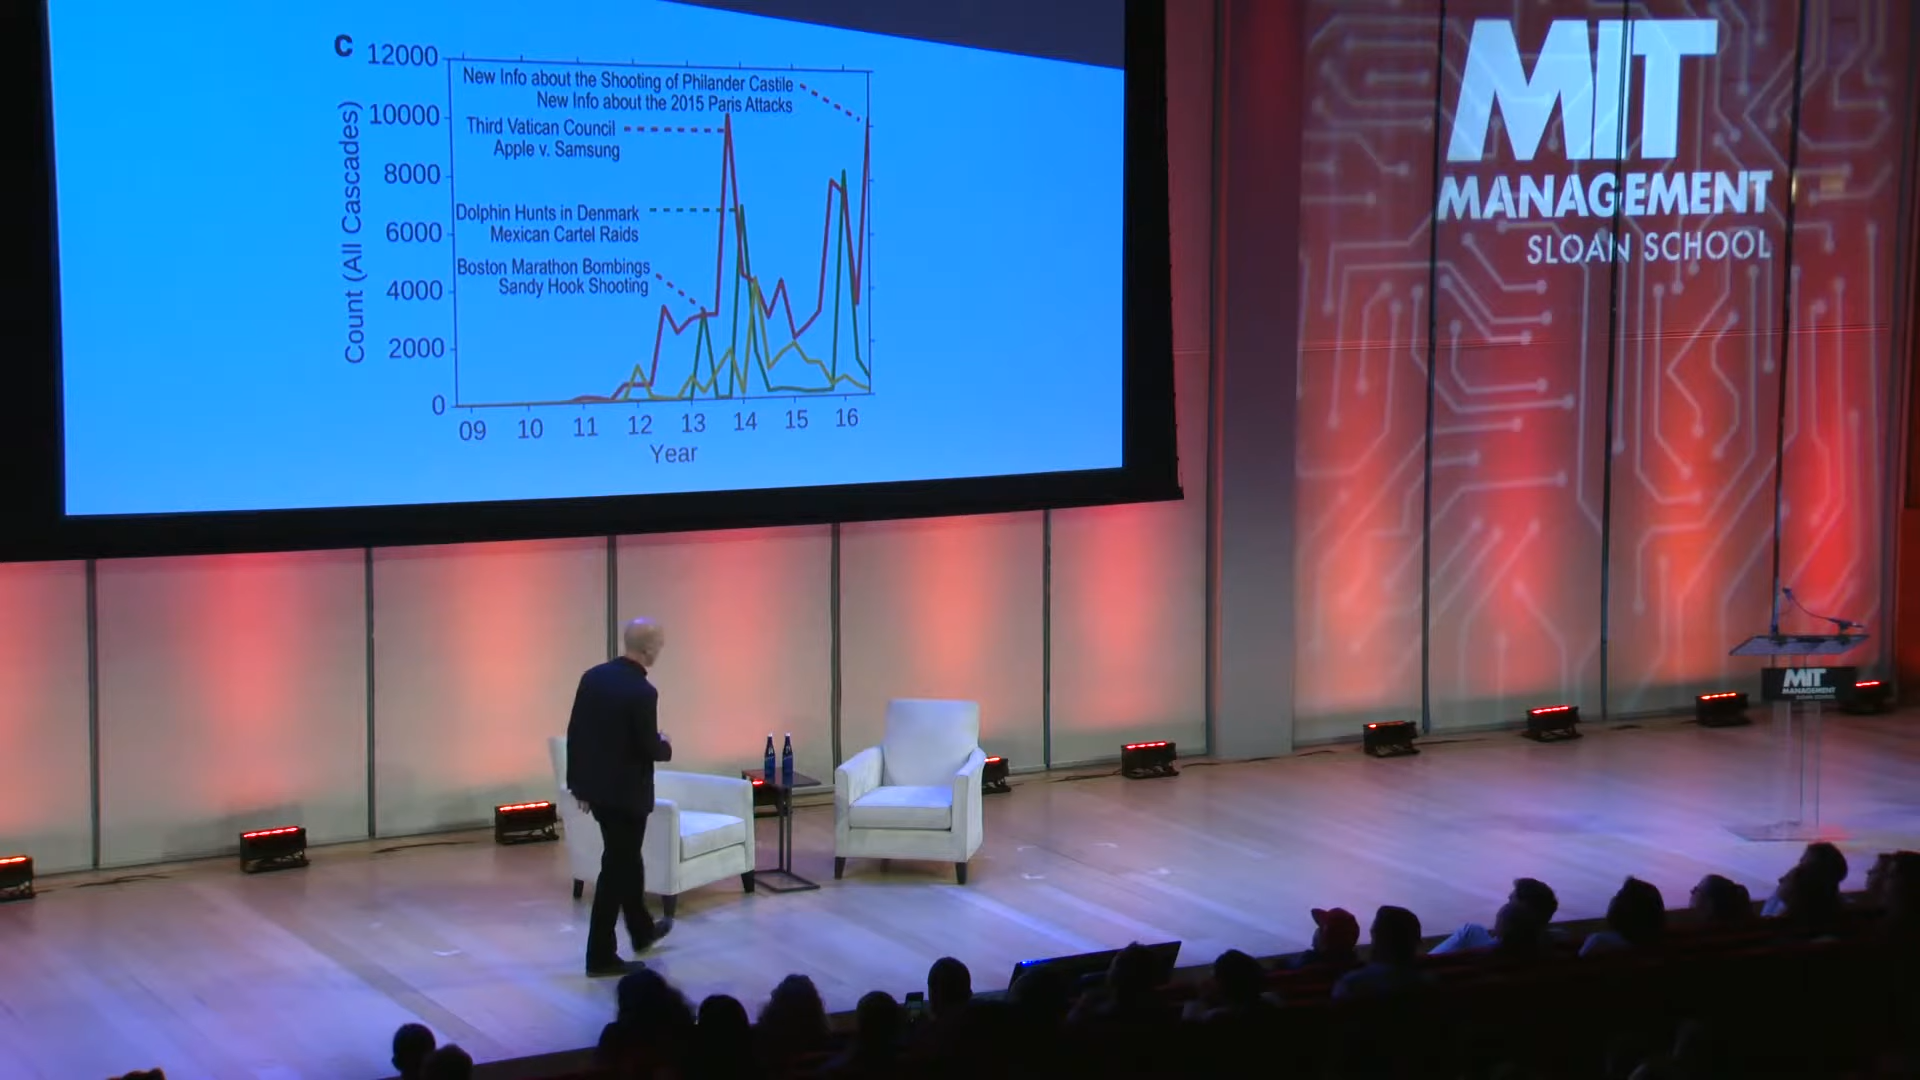 c
12000
10000
8000
6000
4000
2000
0
Count (All Cascades)
New Info about the Shooting of Philander Castile
New Info about the 2015 Paris Attacks
Third Vatican Council
Apple v. Samsung
Dolphin Hunts in Denmark
Mexican Cartel Raids
Boston Marathon Bombings
Sandy Hook Shooting
09 10 11 12 13 14 15 16
Year
MIT
MANAGEMENT
SLOAN SCHOOL
MIT
MANAGEMENT
SLOAN SCHOOL